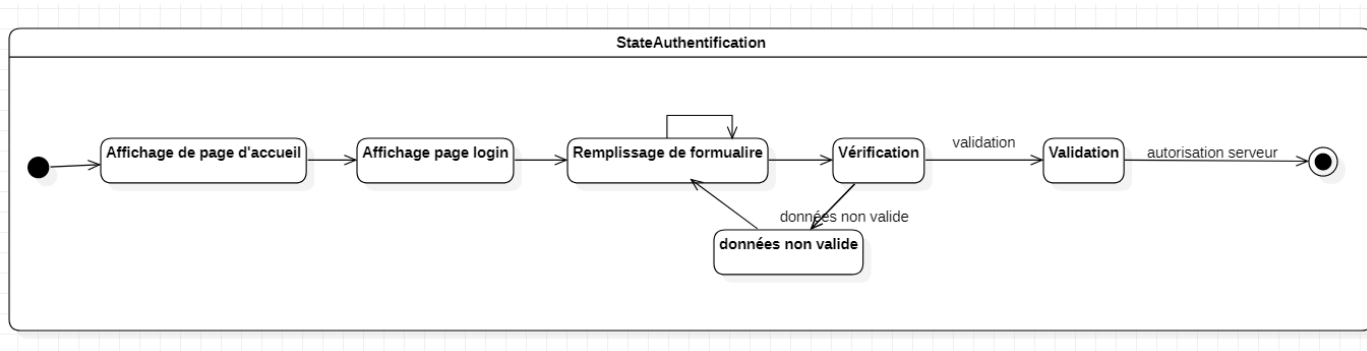 StateAuthentification
Affichage de page d'accueil
Affichage page login
Remplissage de formualire
Vérification
validation
Validation
autorisation serveur
données non valide
données non valide